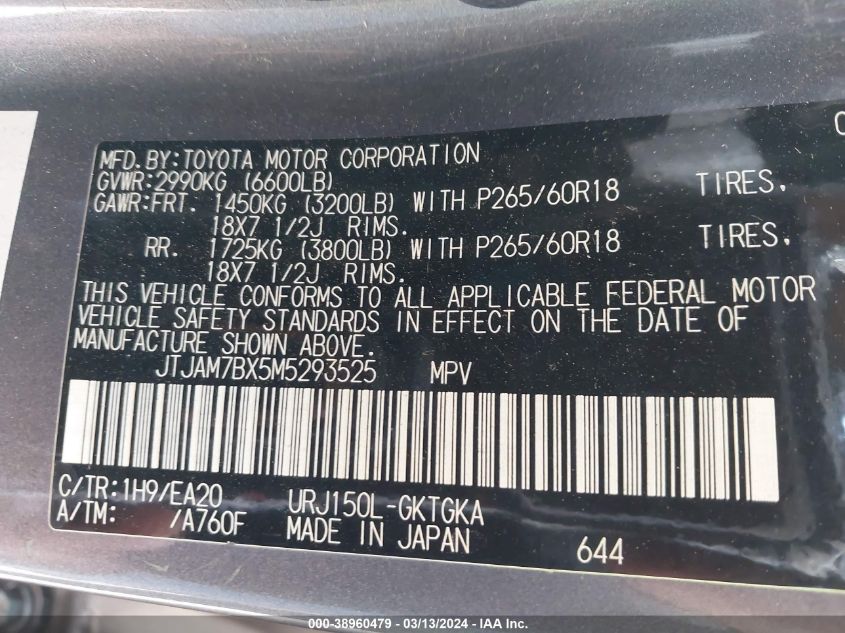 MFD. BY: TOYOTA MOTOR CORPORATION
GVWR: 2990KG (6600LB)
GAWR: FRT. 1450KG (3200LB) WITH P265/60R18 TIRES,
18X7 1/2J RIMS.
RR. 1725KG (3800LB) WITH P265/60R18 TIRES,
18X7 1/2J RIMS.
THIS VEHICLE CONFORMS TO ALL APPLICABLE FEDERAL MOTOR
VEHICLE SAFETY STANDARDS IN EFFECT ON THE DATE OF
MANUFACTURE SHOWN ABOVE.
JTJAM7BX5M5293525 MPV
C/TR: 1H9/EA20 URJ150L-GKTGKA
A/TM: /A760F MADE IN JAPAN 644
000-38960479 - 03/13/2024 - IAA Inc.